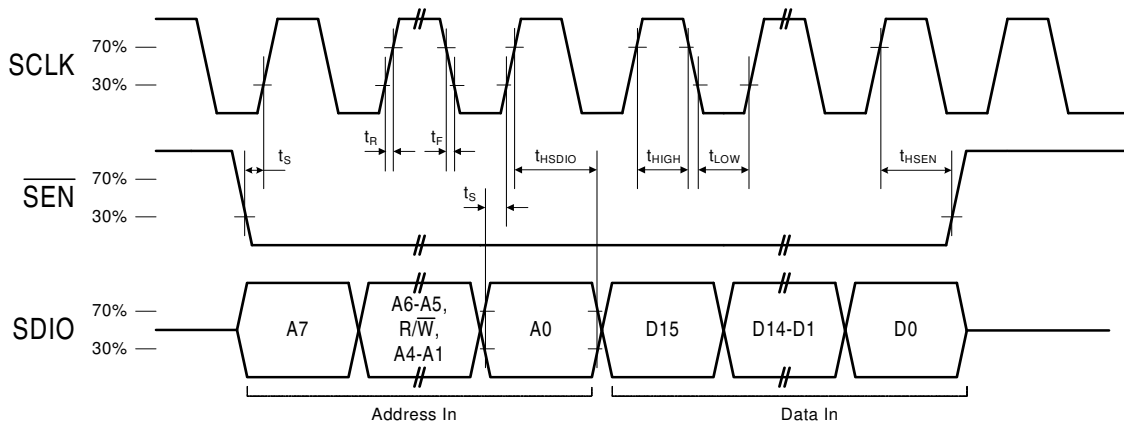 SCLK
70%
30%
tS
tR
tF
tHSDIO
tHIGH
tLOW
tHSEN
SEN
70%
30%
tS
SDIO
70%
30%
A7
A6-A5,
R/W,
A4-A1
A0
D15
D14-D1
D0
Address In
Data In